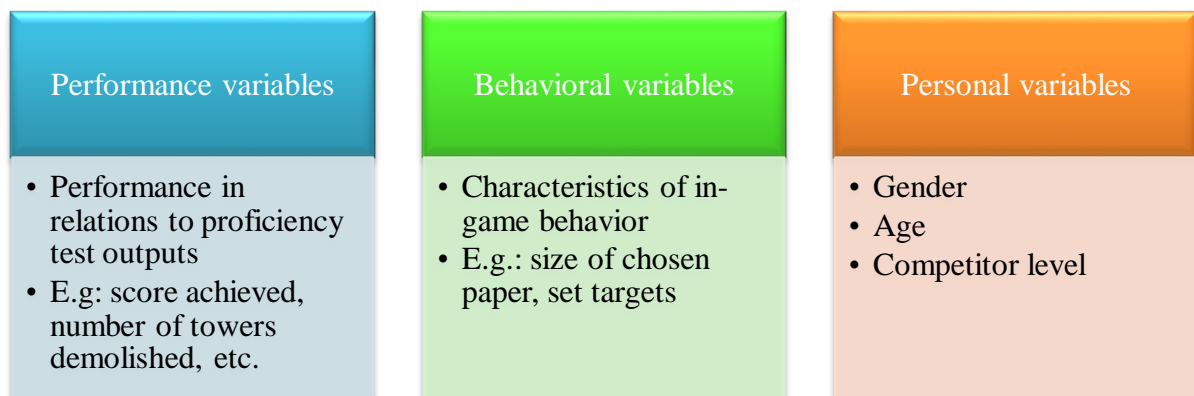 Performance variables
• Performance in
relations to proficiency
test outputs
• E.g: score achieved,
number of towers
demolished, etc.
Behavioral variables
• Characteristics of in-
game behavior
• E.g.: size of chosen
paper, set targets
Personal variables
• Gender
• Age
• Competitor level